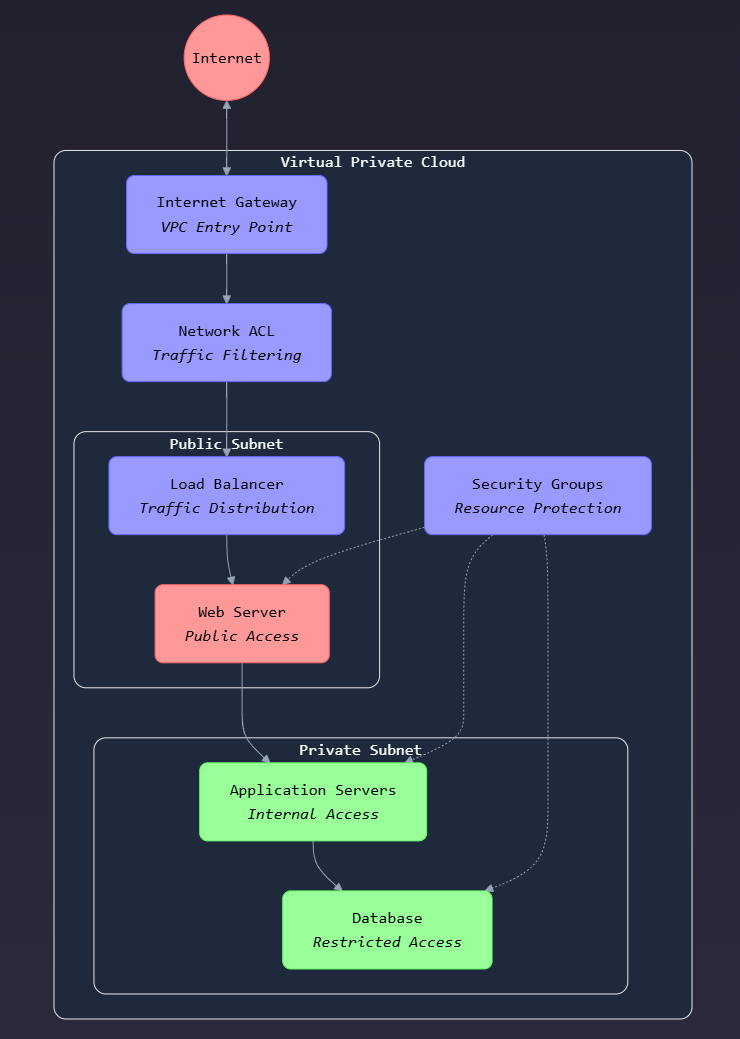 Internet
Virtual Private Cloud
Internet Gateway
VPC Entry Point
Network ACL
Traffic Filtering
Public Subnet
Load Balancer
Traffic Distribution
Security Groups
Resource Protection
Web Server
Public Access
Private Subnet
Application Servers
Internal Access
Database
Restricted Access